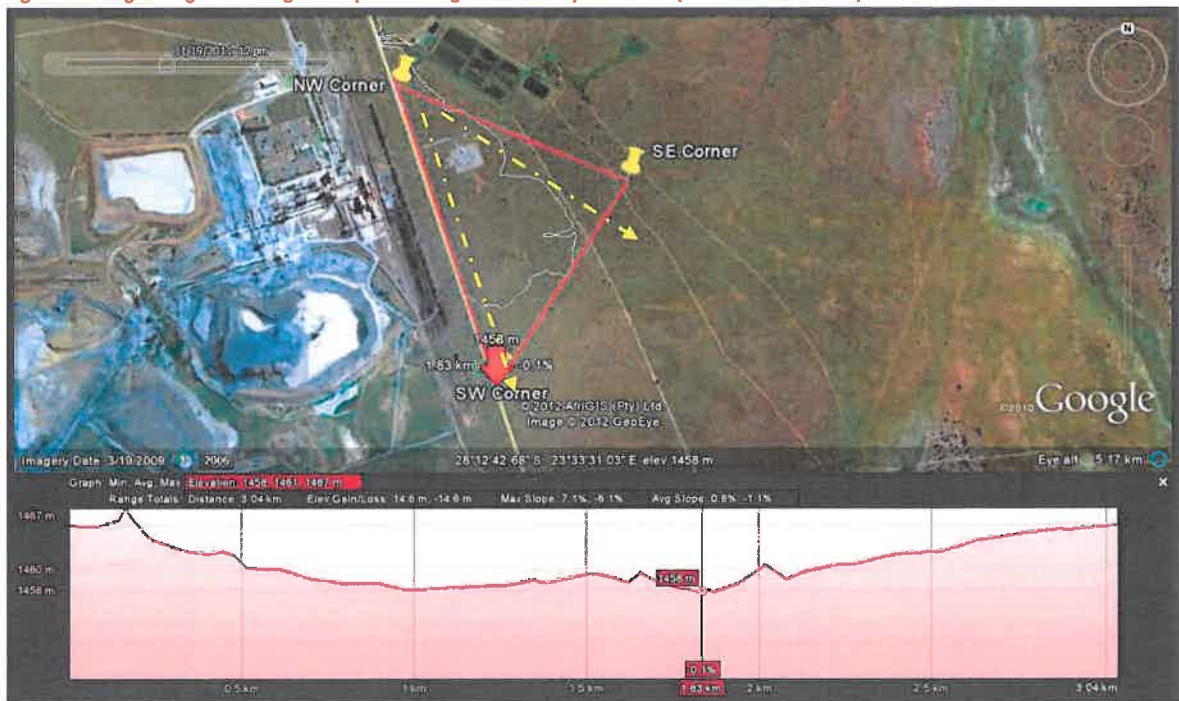 NW Corner
SE Corner
1458 m
1.83 km
-0.1%
SW Corner
© 2012 AfriGIS (Pty) Ltd.
Image © 2012 GeoEye
©2010 Google
N
Imagery Date: 3/19/2009
2006
28°12'42.68" S 23°33'31.03" E elev 1458 m
Eye alt 5.17 km
Graph: Min, Avg, Max Elevation: 1458, 1461, 1467 m
Range Totals: Distance: 3.04 km Elev Gain/Loss: 14.6 m, -14.6 m Max Slope: 7.1%, -6.1% Avg Slope: 0.8%, -1.1%
1467 m
1460 m
1458 m
1458 m
-0.1%
0.5 km
1 km
1.5 km
1.83 km
2 km
2.5 km
3.04 km